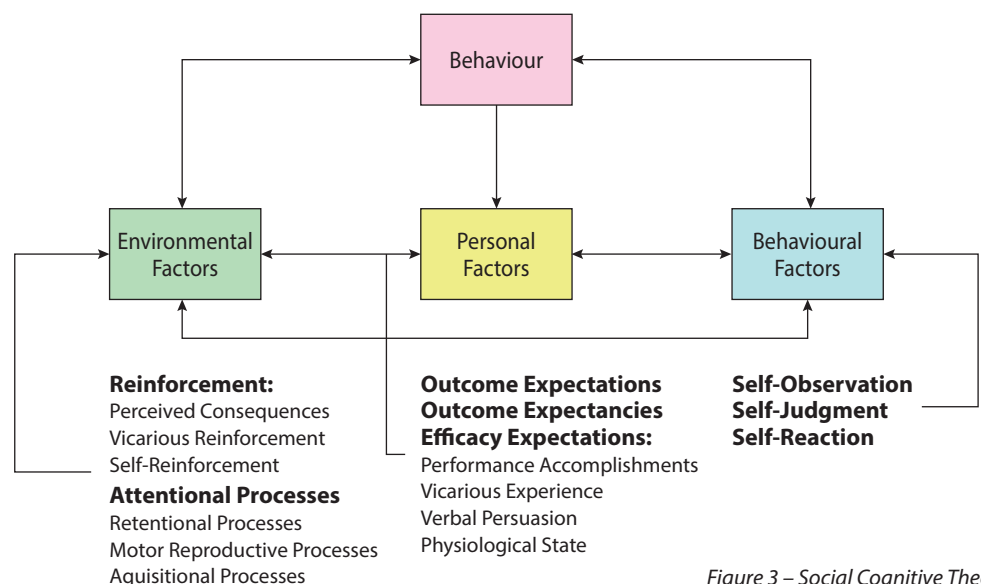 Behaviour
Environmental
Factors
Personal
Factors
Behavioural
Factors
Reinforcement:
Perceived Consequences
Vicarious Reinforcement
Self-Reinforcement
Attentional Processes
Retentional Processes
Motor Reproductive Processes
Aquisitional Processes
Outcome Expectations
Outcome Expectancies
Efficacy Expectations:
Performance Accomplishments
Vicarious Experience
Verbal Persuasion
Physiological State
Self-Observation
Self-Judgment
Self-Reaction
Figure 3 – Social Cognitive The